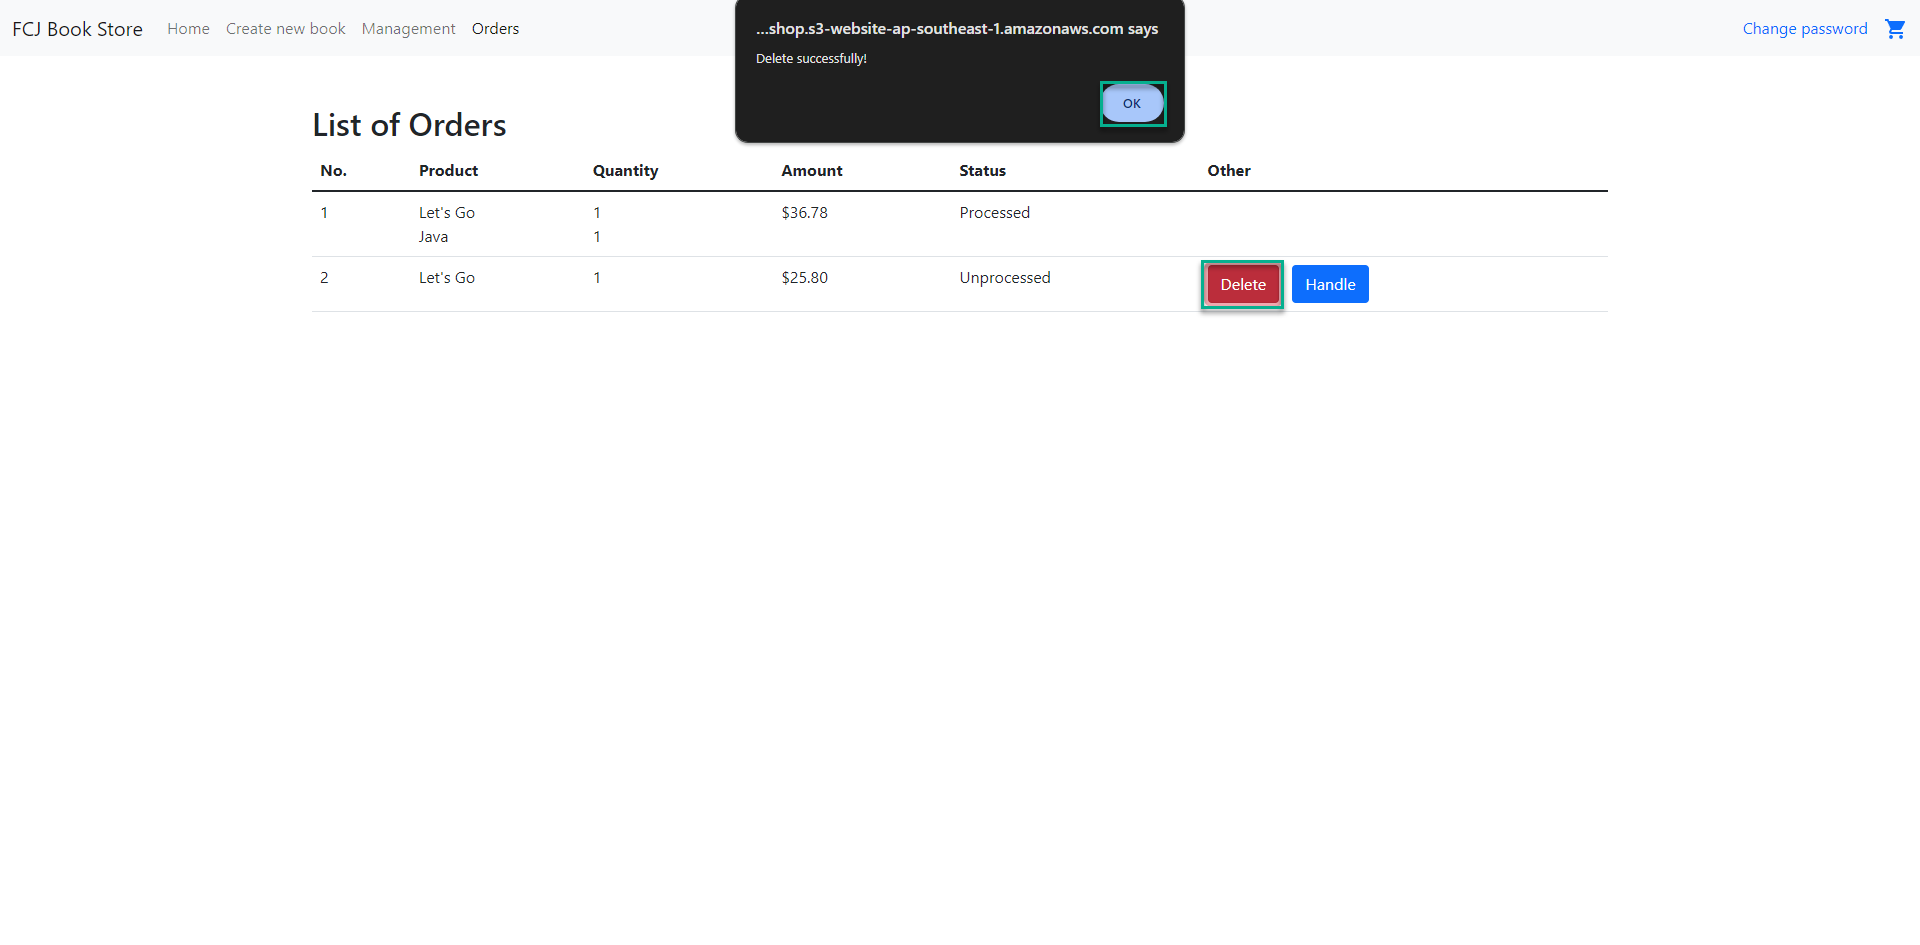 FCJ Book Store Home Create new book Management Orders Change password
...shop.s3-website-ap-southeast-1.amazonaws.com says
Delete successfully!
OK
List of Orders
No. Product Quantity Amount Status Other
1 Let's Go 1 $36.78 Processed
Java 1
2 Let's Go 1 $25.80 Unprocessed Delete Handle